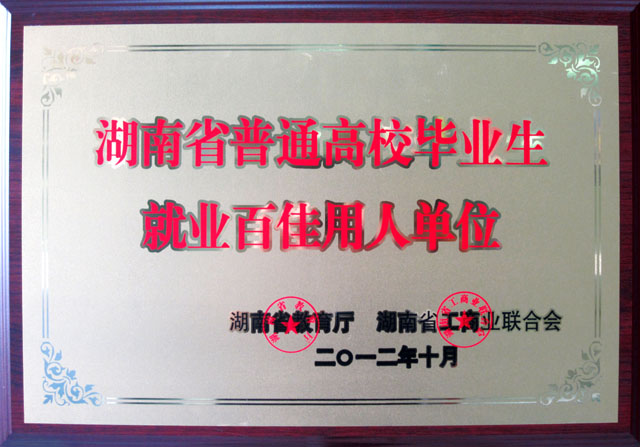 湖南省普通高校毕业生
就业百佳用人单位
湖南省教育厅 湖南省工商业联合会
二〇一二年十月